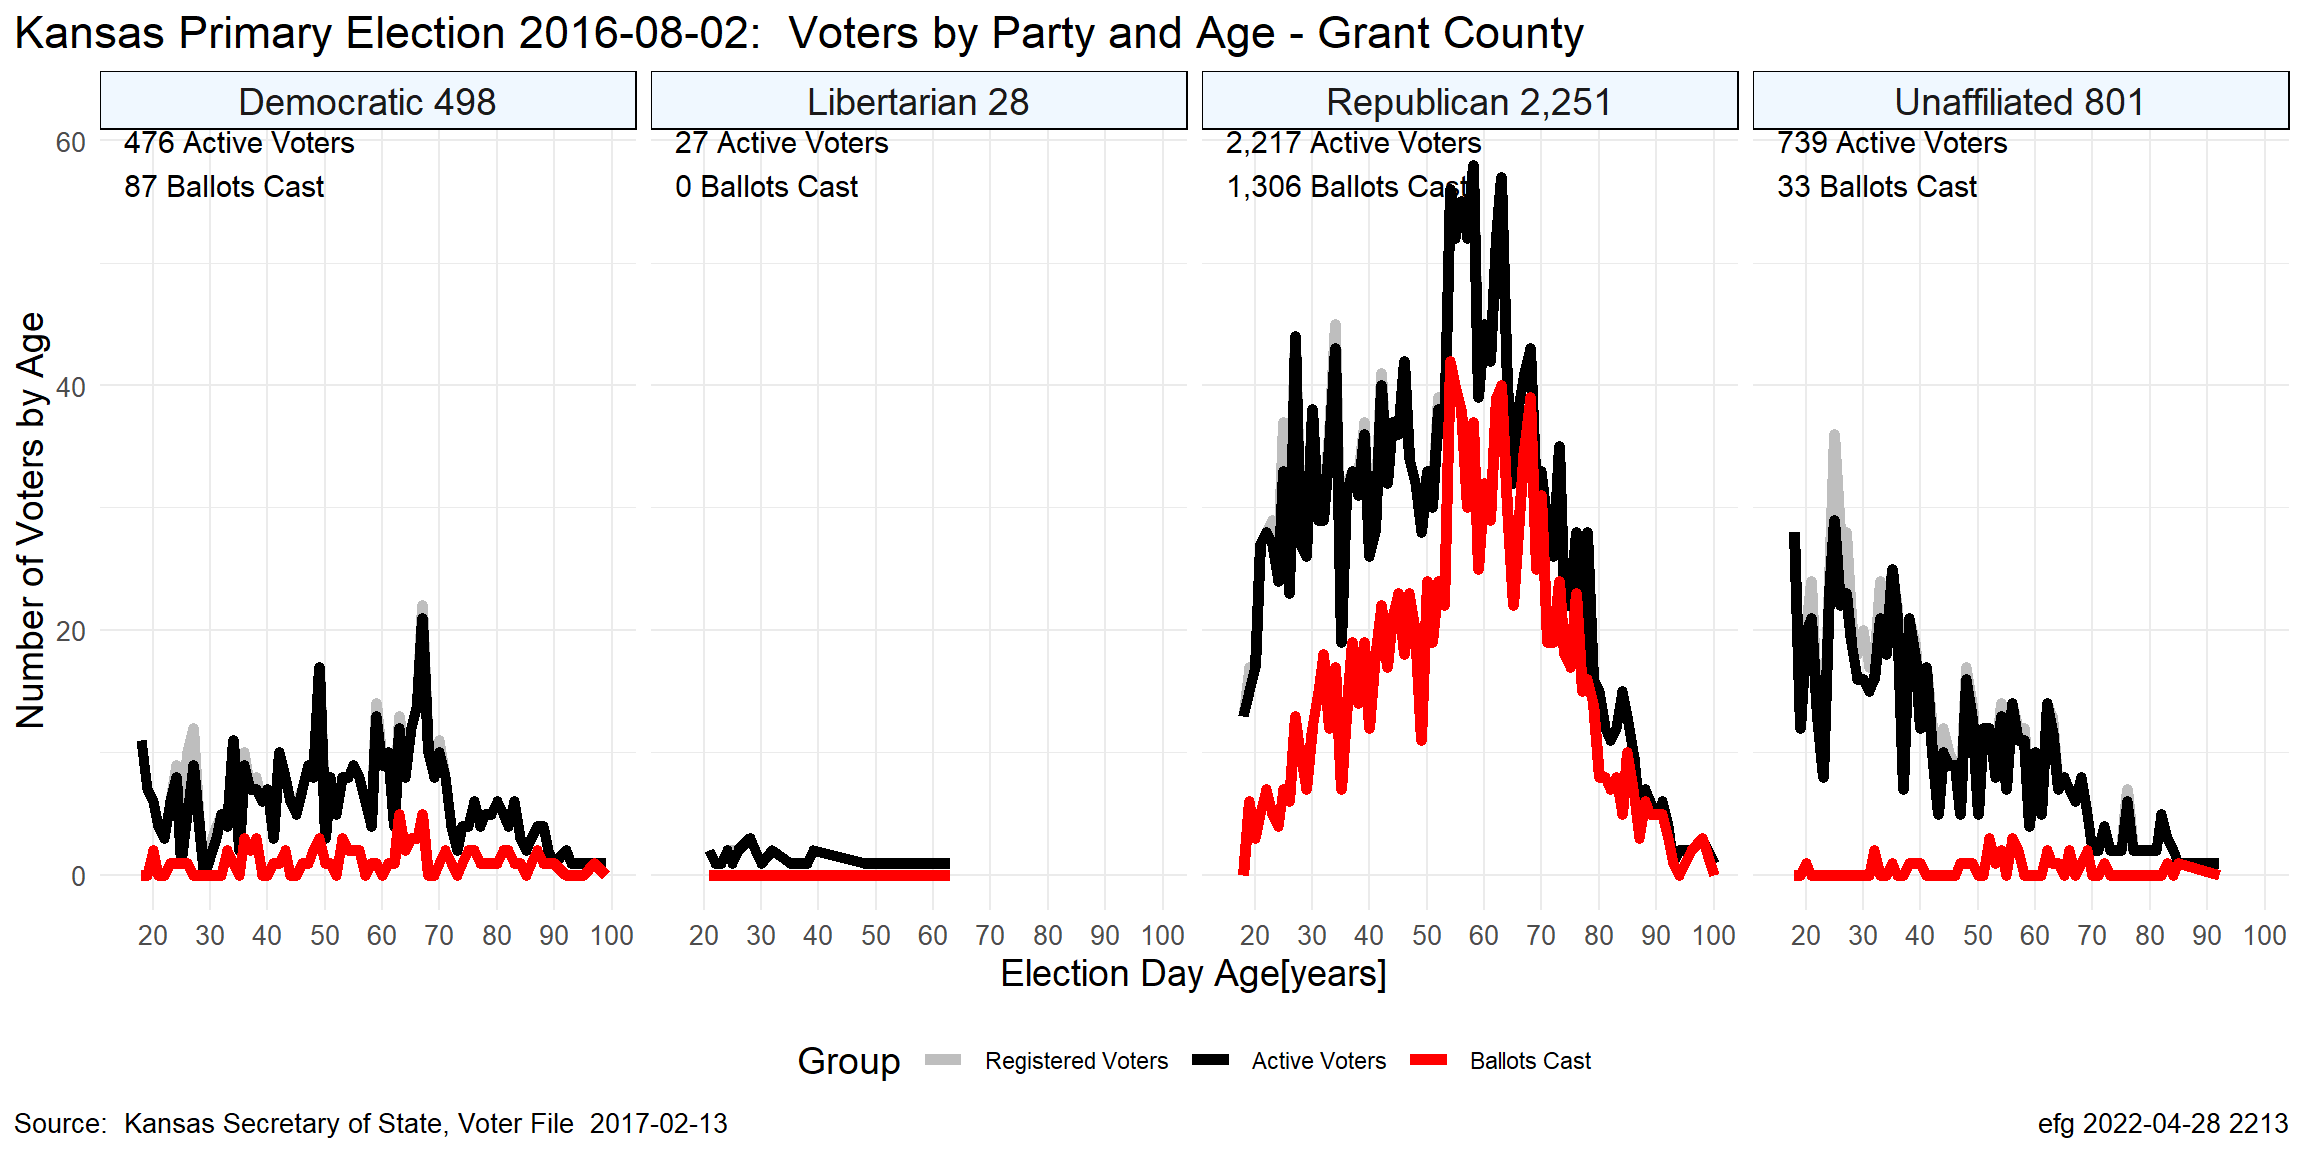 Kansas Primary Election 2016-08-02:  Voters by Party and Age - Grant County
Democratic 498
Libertarian 28
Republican 2,251
Unaffiliated 801
476 Active Voters
87 Ballots Cast
27 Active Voters
0 Ballots Cast
2,217 Active Voters
1,306 Ballots Cast
739 Active Voters
33 Ballots Cast
Number of Voters by Age
60
40
20
0
20 30 40 50 60 70 80 90 100
20 30 40 50 60 70 80 90 100
20 30 40 50 60 70 80 90 100
20 30 40 50 60 70 80 90 100
Election Day Age[years]
Group Registered Voters Active Voters Ballots Cast
Source:  Kansas Secretary of State, Voter File  2017-02-13
efg 2022-04-28 2213